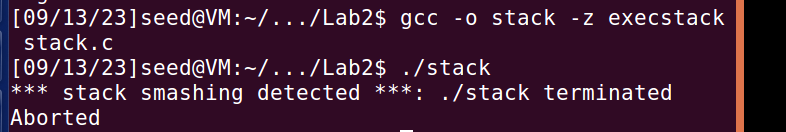 [09/13/23]seed@VM:~/.../Lab2$ gcc -o stack -z execstack
stack.c
[09/13/23]seed@VM:~/.../Lab2$ ./stack
*** stack smashing detected ***: ./stack terminated
Aborted